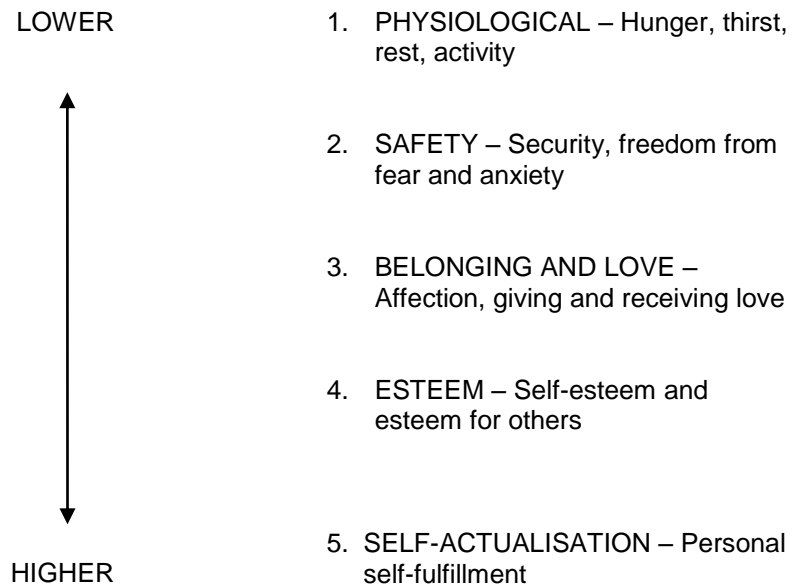 LOWER
1. PHYSIOLOGICAL – Hunger, thirst,
rest, activity
2. SAFETY – Security, freedom from
fear and anxiety
3. BELONGING AND LOVE –
Affection, giving and receiving love
4. ESTEEM – Self-esteem and
esteem for others
5. SELF-ACTUALISATION – Personal
HIGHER
self-fulfillment